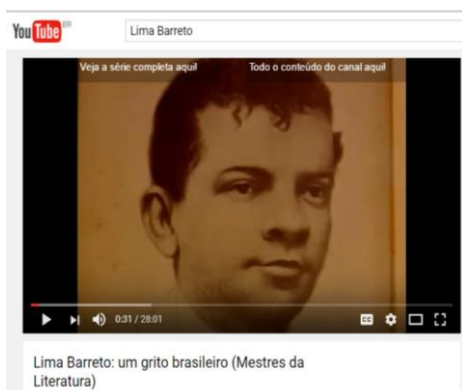 YouTube BR
Lima Barreto
Veja a série completa aqui! Todo o conteúdo do canal aqui!
0:31 / 28:01
CC
Lima Barreto: um grito brasileiro (Mestres da
Literatura)